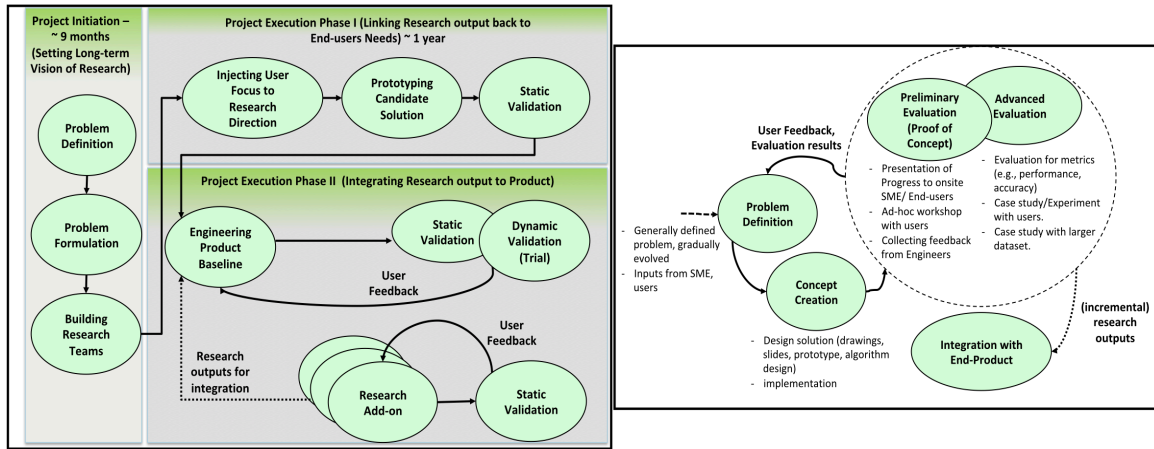 Project Initiation –
~ 9 months
(Setting Long-term
Vision of Research)
Problem
Definition
Problem
Formulation
Building
Research
Teams
Project Execution Phase I (Linking Research output back to
End-users Needs) ~ 1 year
Injecting User
Focus to
Research
Direction
Prototyping
Candidate
Solution
Static
Validation
Project Execution Phase II  (Integrating Research output to Product)
Engineering
Product
Baseline
Static
Validation
Dynamic
Validation
(Trial)
User
Feedback
User
Feedback
Research
outputs for
integration
Research
Add-on
Static
Validation
Preliminary
Evaluation
(Proof of
Concept)
Advanced
Evaluation
User Feedback,
Evaluation results
- Presentation of
Progress to onsite
SME/ End-users
- Ad-hoc workshop
with users
- Collecting feedback
from Engineers
- Evaluation for metrics
(e.g., performance,
accuracy)
- Case study/Experiment
with users.
- Case study with larger
dataset.
Problem
Definition
- Generally defined
problem, gradually
evolved
- Inputs from SME,
users
Concept
Creation
- Design solution (drawings,
slides, prototype, algorithm
design)
- implementation
Integration with
End-Product
(incremental)
research
outputs